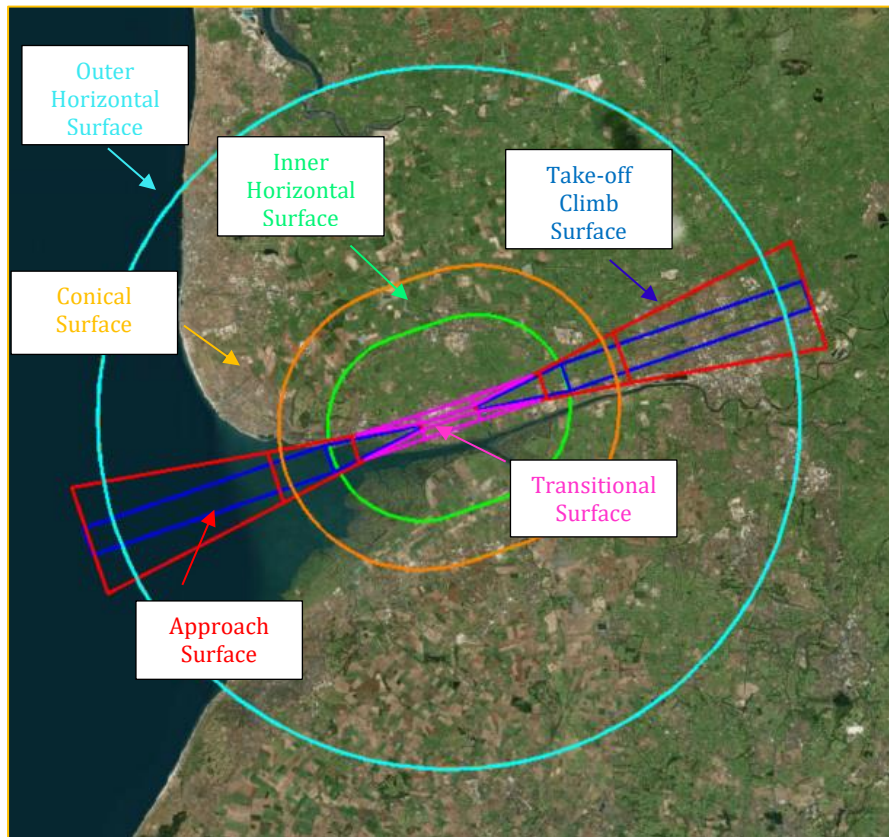 Outer
Horizontal
Surface
Inner
Horizontal
Surface
Take-off
Climb
Surface
Conical
Surface
Transitional
Surface
Approach
Surface